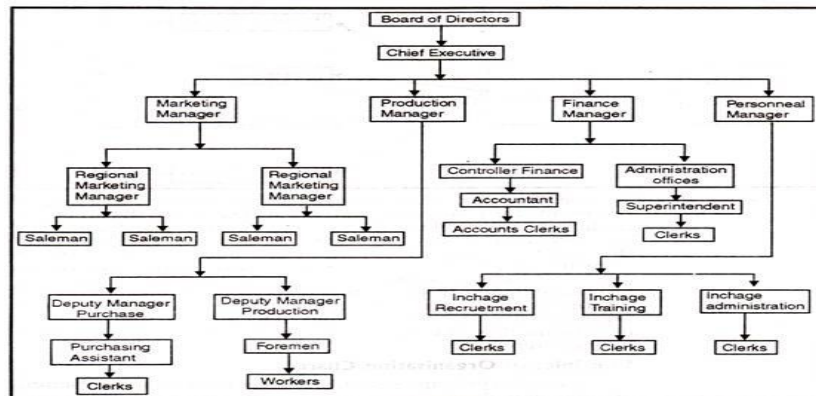 Board of Directors
Chief Executive
Marketing
Manager
Production
Manager
Finance
Manager
Personneal
Manager
Regional
Marketing
Manager
Regional
Marketing
Manager
Controller Finance
Administration
offices
Accountant
Superintendent
Saleman
Saleman
Saleman
Saleman
Accounts Clerks
Clerks
Deputy Manager
Purchase
Deputy Manager
Production
Inchage
Recruetment
Inchage
Training
Inchage
administration
Purchasing
Assistant
Foremen
Clerks
Clerks
Clerks
Clerks
Workers